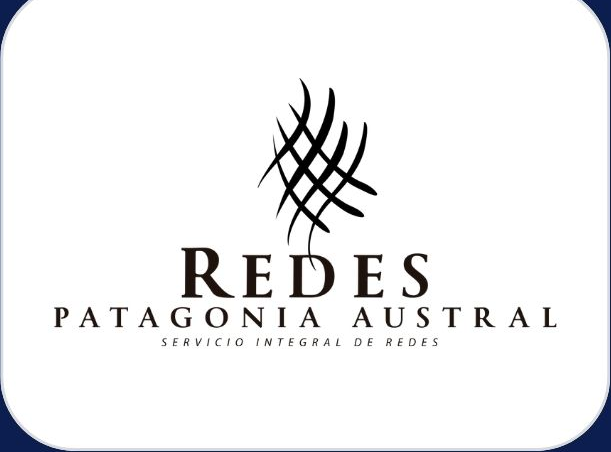 REDES
PATAGONIA AUSTRAL
SERVICIO INTEGRAL DE REDES